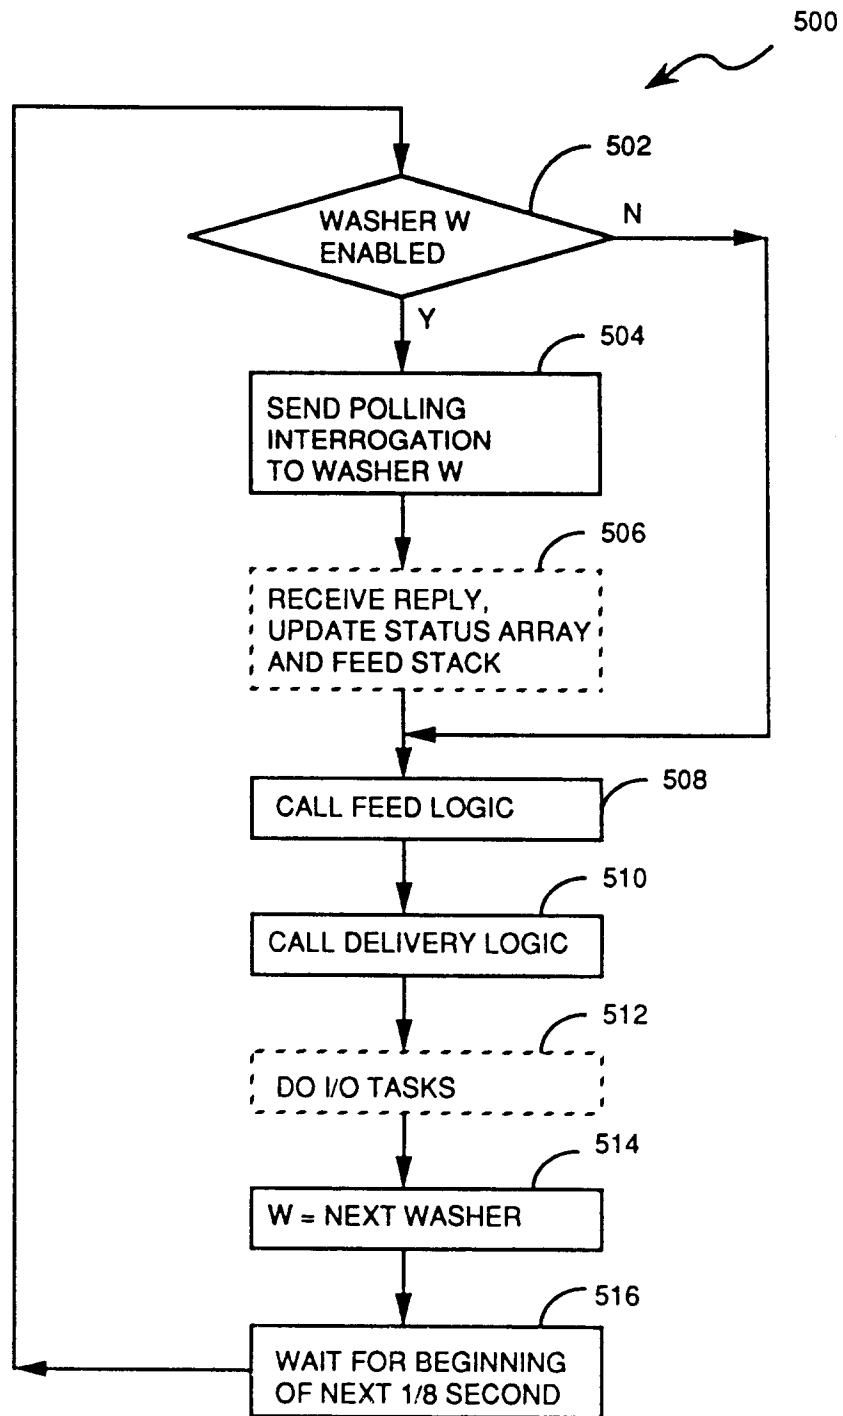 500
502
WASHER W
ENABLED
N
Y
504
SEND POLLING
INTERROGATION
TO WASHER W
506
RECEIVE REPLY,
UPDATE STATUS ARRAY
AND FEED STACK
508
CALL FEED LOGIC
510
CALL DELIVERY LOGIC
512
DO I/O TASKS
514
W = NEXT WASHER
516
WAIT FOR BEGINNING
OF NEXT 1/8 SECOND